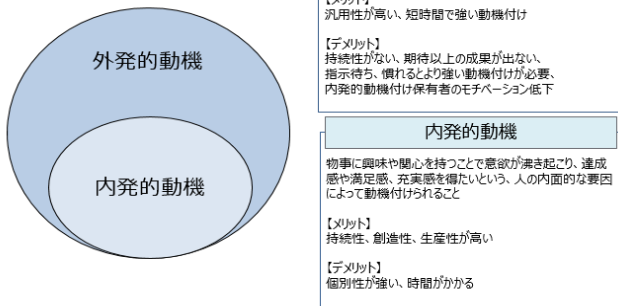 外発的動機
内発的動機
【メリット】
汎用性が高い、短時間で強い動機付け
【デメリット】
持続性がない、期待以上の成果が出ない、
指示待ち、慣れるとより強い動機付けが必要、
内発的動機付け保有者のモチベーション低下
内発的動機
物事に興味や関心を持つことで意欲が沸き起こり、達成
感や満足感、充実感を得たいという、人の内面的な要因
によって動機付けられること
【メリット】
持続性、創造性、生産性が高い
【デメリット】
個別性が強い、時間がかかる